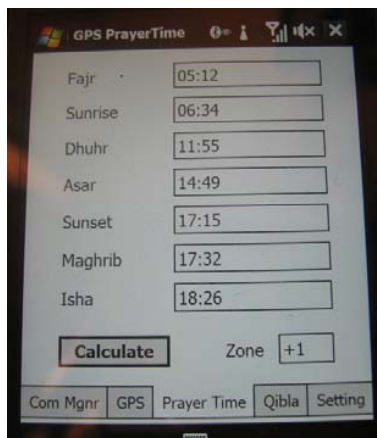 GPS PrayerTime
Fajr 05:12
Sunrise 06:34
Dhuhr 11:55
Asar 14:49
Sunset 17:15
Maghrib 17:32
Isha 18:26
Calculate Zone +1
Com Mgnr GPS Prayer Time Qibla Setting